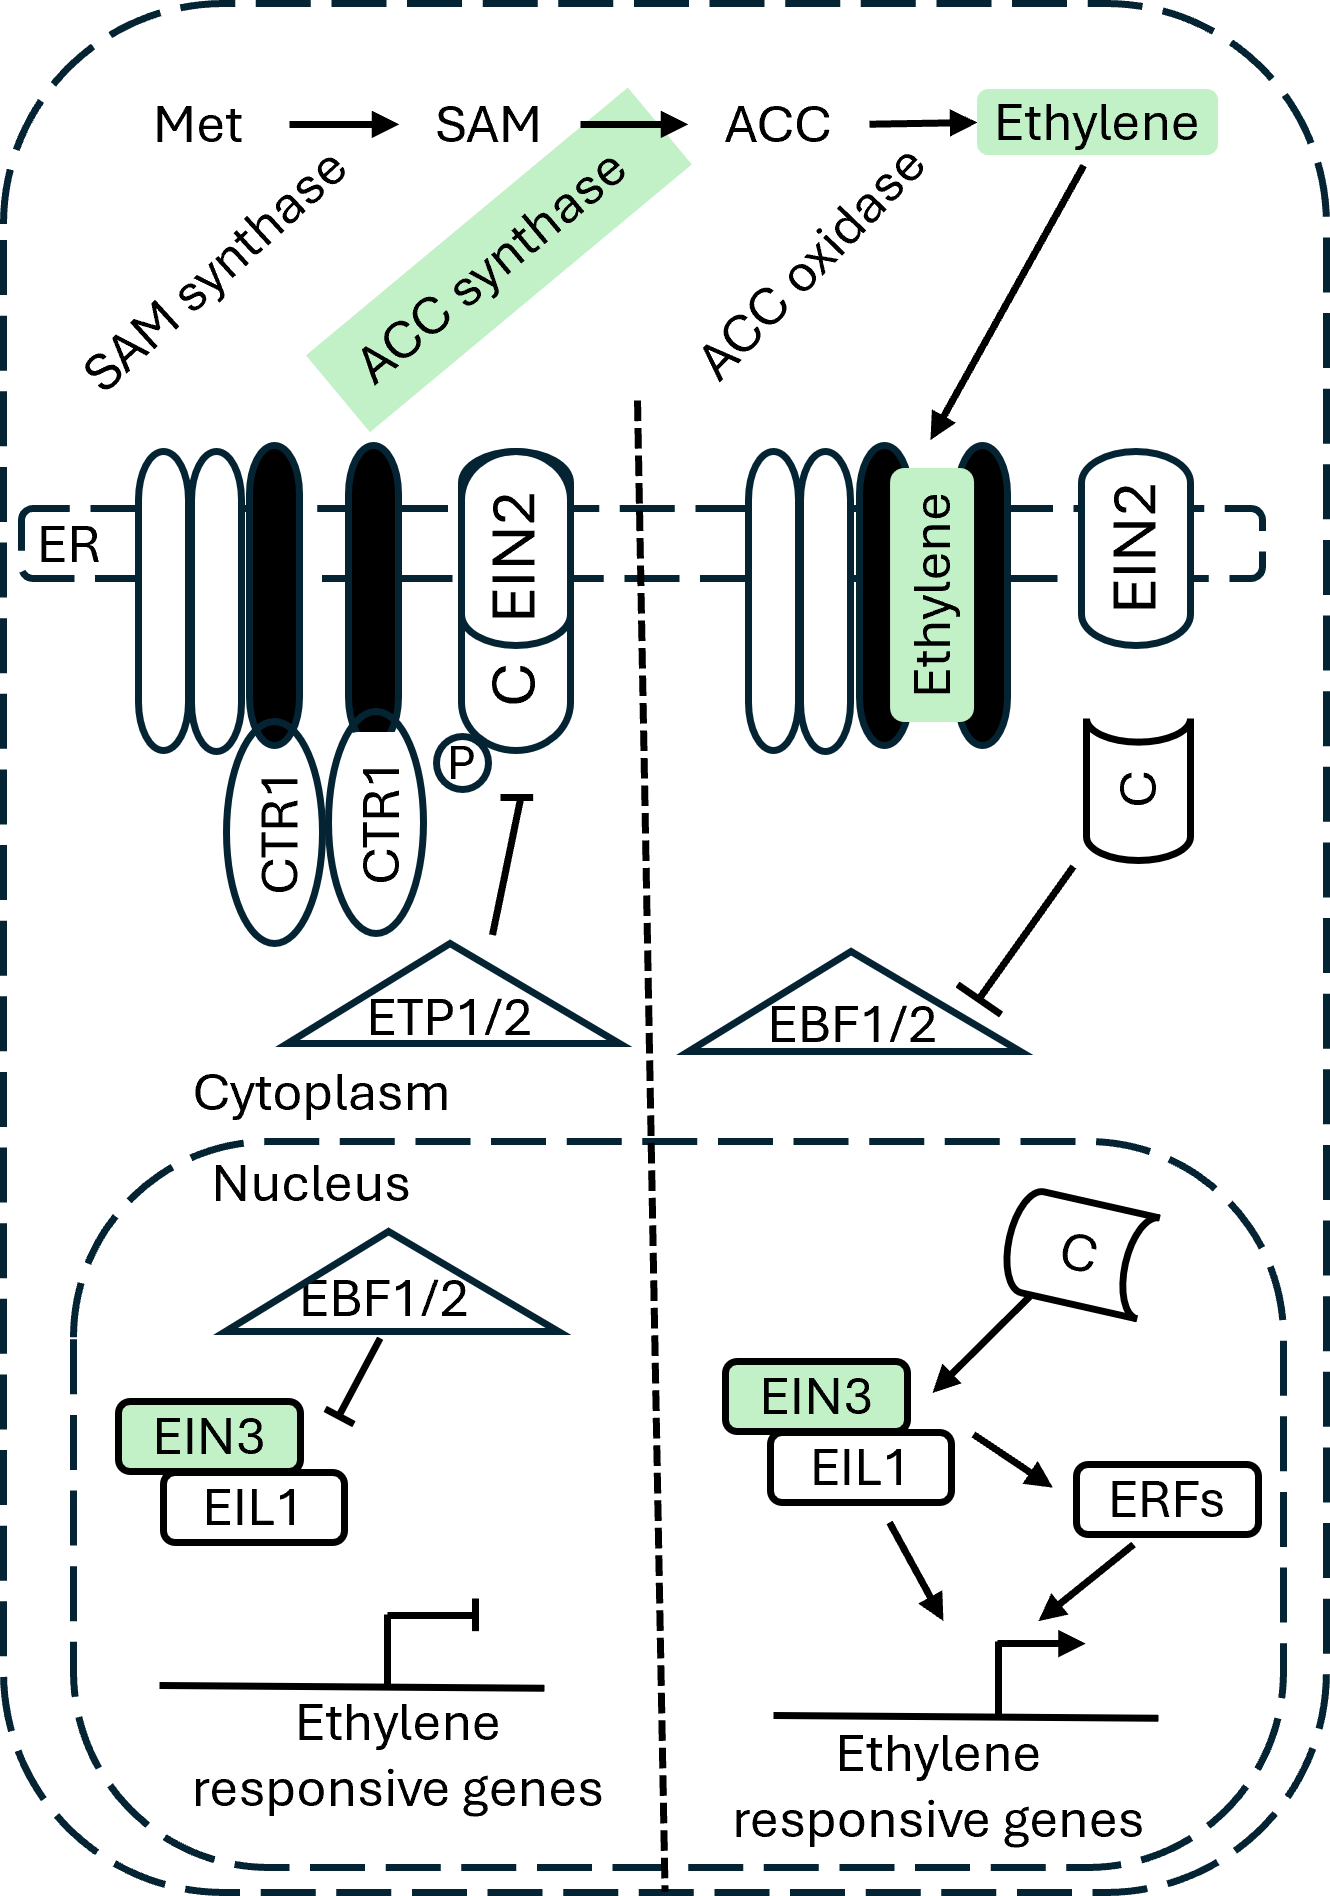 Met
SAM
ACC
Ethylene
SAM synthase
ACC synthase
ACC oxidase
ER
EIN2
C
P
CTR1
CTR1
ETP1/2
Ethylene
EIN2
C
EBF1/2
Cytoplasm
Nucleus
EBF1/2
EIN3
EIL1
Ethylene
responsive genes
C
EIN3
EIL1
ERFs
Ethylene
responsive genes